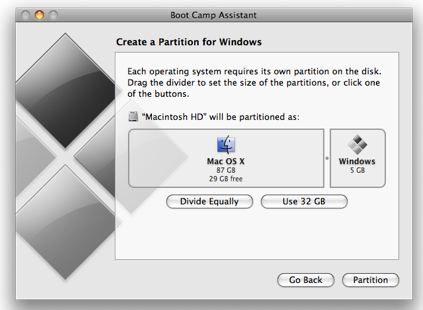 Boot Camp Assistant
Create a Partition for Windows
Each operating system requires its own partition on the disk.
Drag the divider to set the size of the partitions, or click one
of the buttons.
"Macintosh HD" will be partitioned as:
Mac OS X
87 GB
29 GB free
Windows
5 GB
Divide Equally
Use 32 GB
Go Back
Partition